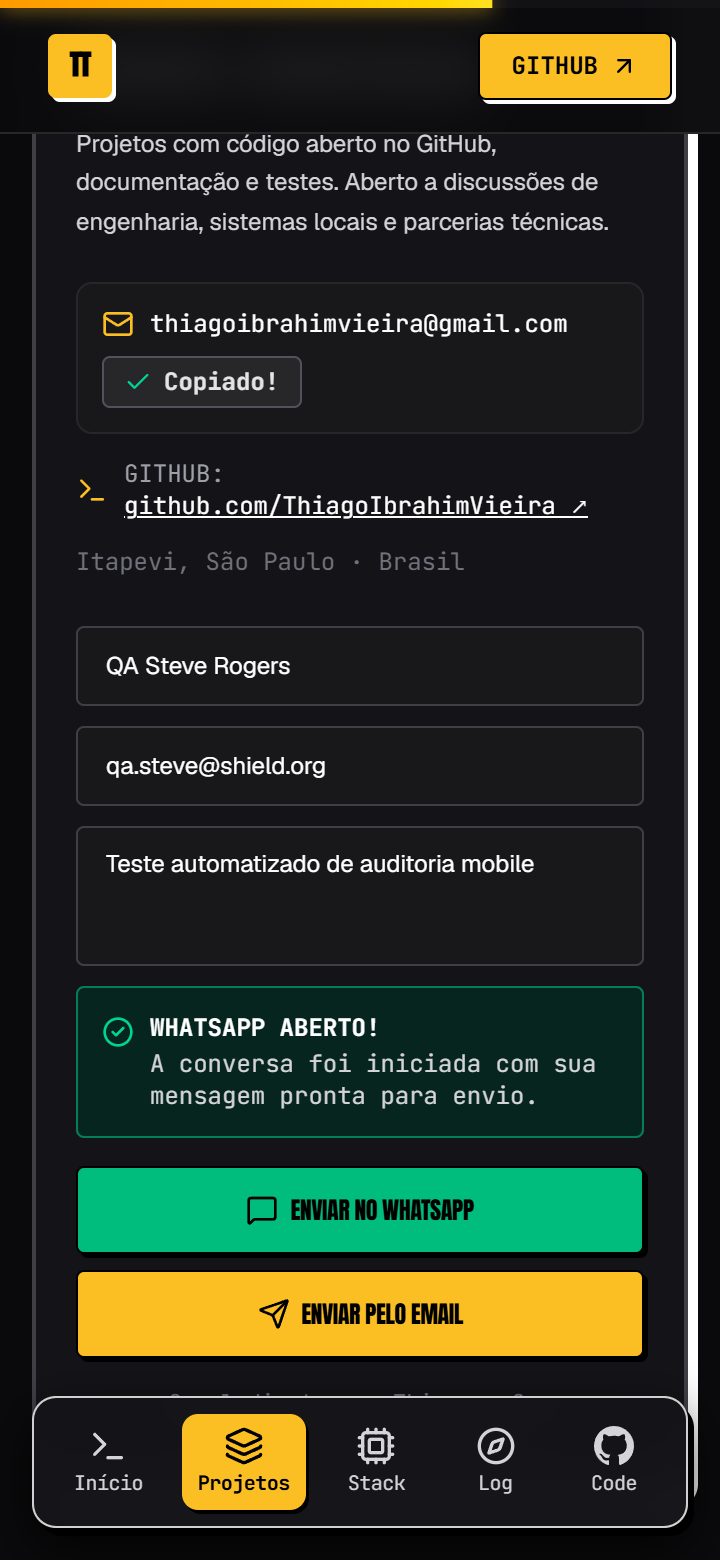 π
GITHUB
Projetos com código aberto no GitHub,
documentação e testes. Aberto a discussões de
engenharia, sistemas locais e parcerias técnicas.
thiagoibrahimvieira@gmail.com
Copiado!
GITHUB:
github.com/ThiagoIbrahimVieira ↗
Itapevi, São Paulo · Brasil
QA Steve Rogers
qa.steve@shield.org
Teste automatizado de auditoria mobile
WHATSAPP ABERTO!
A conversa foi iniciada com sua
mensagem pronta para envio.
ENVIAR NO WHATSAPP
ENVIAR PELO EMAIL
Início
Projetos
Stack
Log
Code